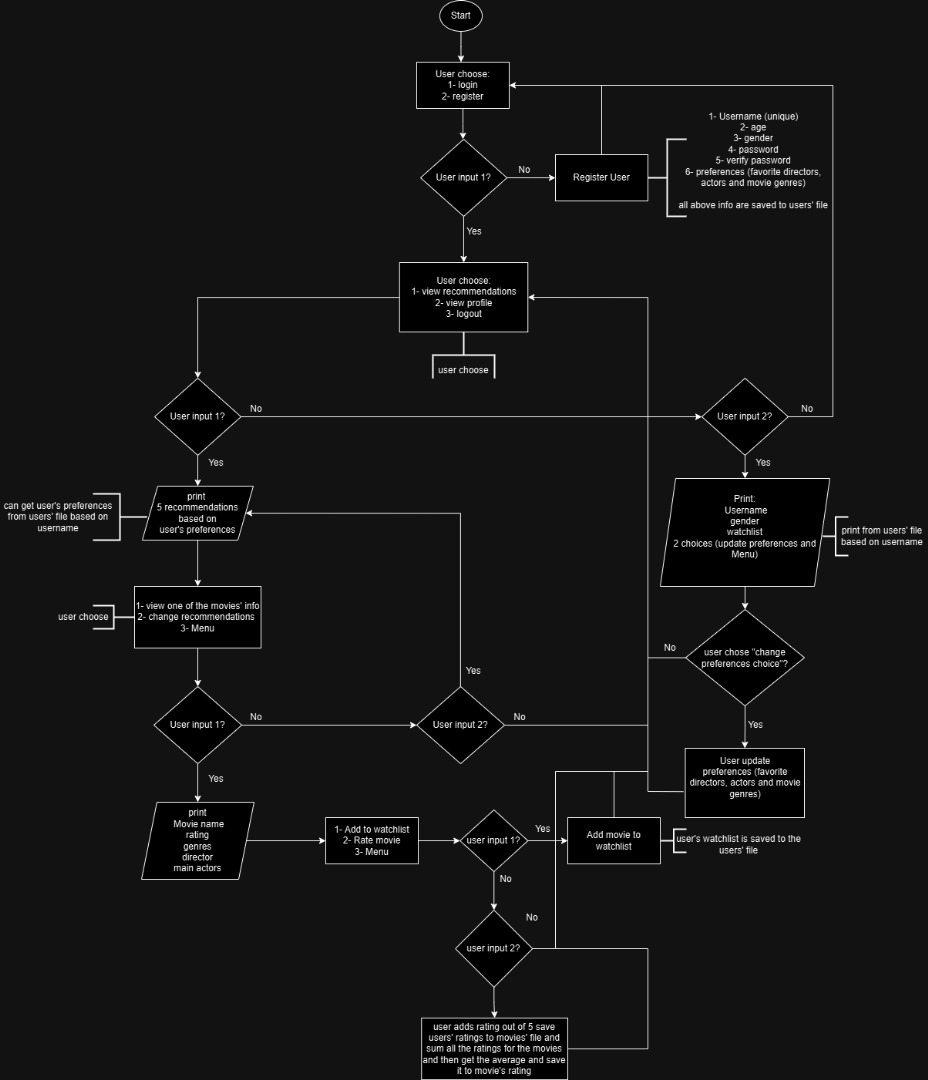 Start
User choose:
1- login
2- register
1- Username (unique)
2- age
3- gender
4- password
5- verify password
6- preferences (favorite directors,
actors and movie genres)
all above info are saved to users' file
User input 1?
No
Register User
Yes
User choose:
1- view recommendations
2- view profile
3- logout
user choose
User input 1?
No
User input 2?
No
Yes
Yes
can get user's preferences
from users' file based on
username
print
5 recommendations
based on
user's preferences
Print:
Username
gender
watchlist
2 choices (update preferences and
Menu)
print from users' file
based on username
user choose
1- view one of the movies' info
2- change recommendations
3- Menu
No
user chose "change
preferences choice"?
Yes
User input 1?
No
User input 2?
Yes
No
Yes
User update
preferences (favorite
directors, actors and movie
genres)
print
Movie name
rating
genres
director
main actors
1- Add to watchlist
2- Rate movie
3- Menu
user input 1?
Yes
Add movie to
watchlist
user's watchlist is saved to the
users' file
No
No
user input 2?
user adds rating out of 5 save
users' ratings to movies' file and
sum all the ratings for the movies
and then get the average and save
it to movie's rating